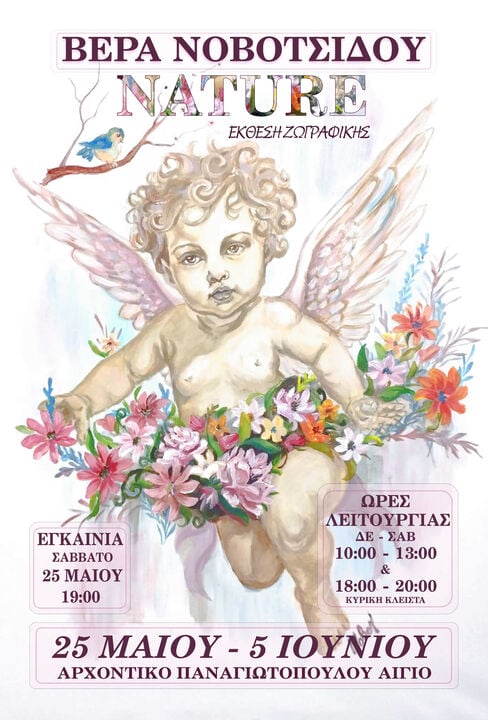 ΒΕΡΑ ΝΟΒΟΤΣΙΔΟΥ
NATURE
ΕΚΘΕΣΗ ΖΩΓΡΑΦΙΚΗΣ
ΕΓΚΑΙΝΙΑ
ΣΑΒΒΑΤΟ
25 ΜΑΙΟΥ
19:00
ΩΡΕΣ
ΛΕΙΤΟΥΡΓΙΑΣ
ΔΕ - ΣΑΒ
10:00 - 13:00
&
18:00 - 20:00
ΚΥΡΙΚΗ ΚΛΕΙΣΤΑ
25 ΜΑΙΟΥ - 5 ΙΟΥΝΙΟΥ
ΑΡΧΟΝΤΙΚΟ ΠΑΝΑΓΙΩΤΟΠΟΥΛΟΥ ΑΙΓΙΟ